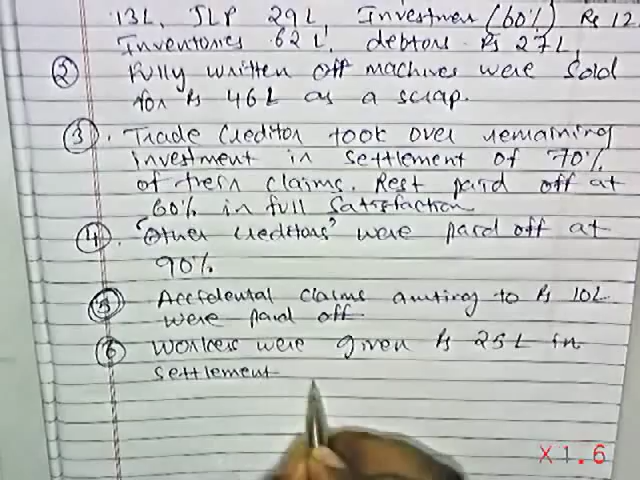 13L, JLP 29L Investment (60%) Rs 12
Inventories 62L, debtors Rs 27L,
② Fully written off machines were sold
for Rs 46L as a scrap.
③. Trade Creditor took over remaining
investment in settlement of 70%
of their claims. Rest paid off at
60% in full satisfaction
④. "Other Creditors" were paid off at
90%
⑤ Accidental claims amting to Rs 10L
were paid off.
⑥ workers were given Rs 25L in
settlement
X1.6